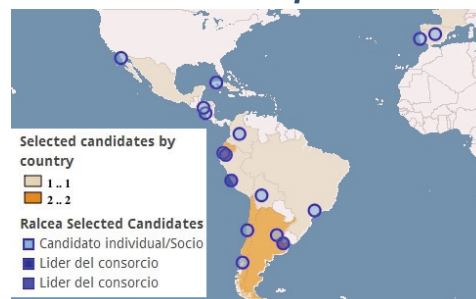 Selected candidates by
country
1 .. 1
2 .. 2
Ralcea Selected Candidates
Candidato individual/Socio
Lider del consorcio
Lider del consorcio